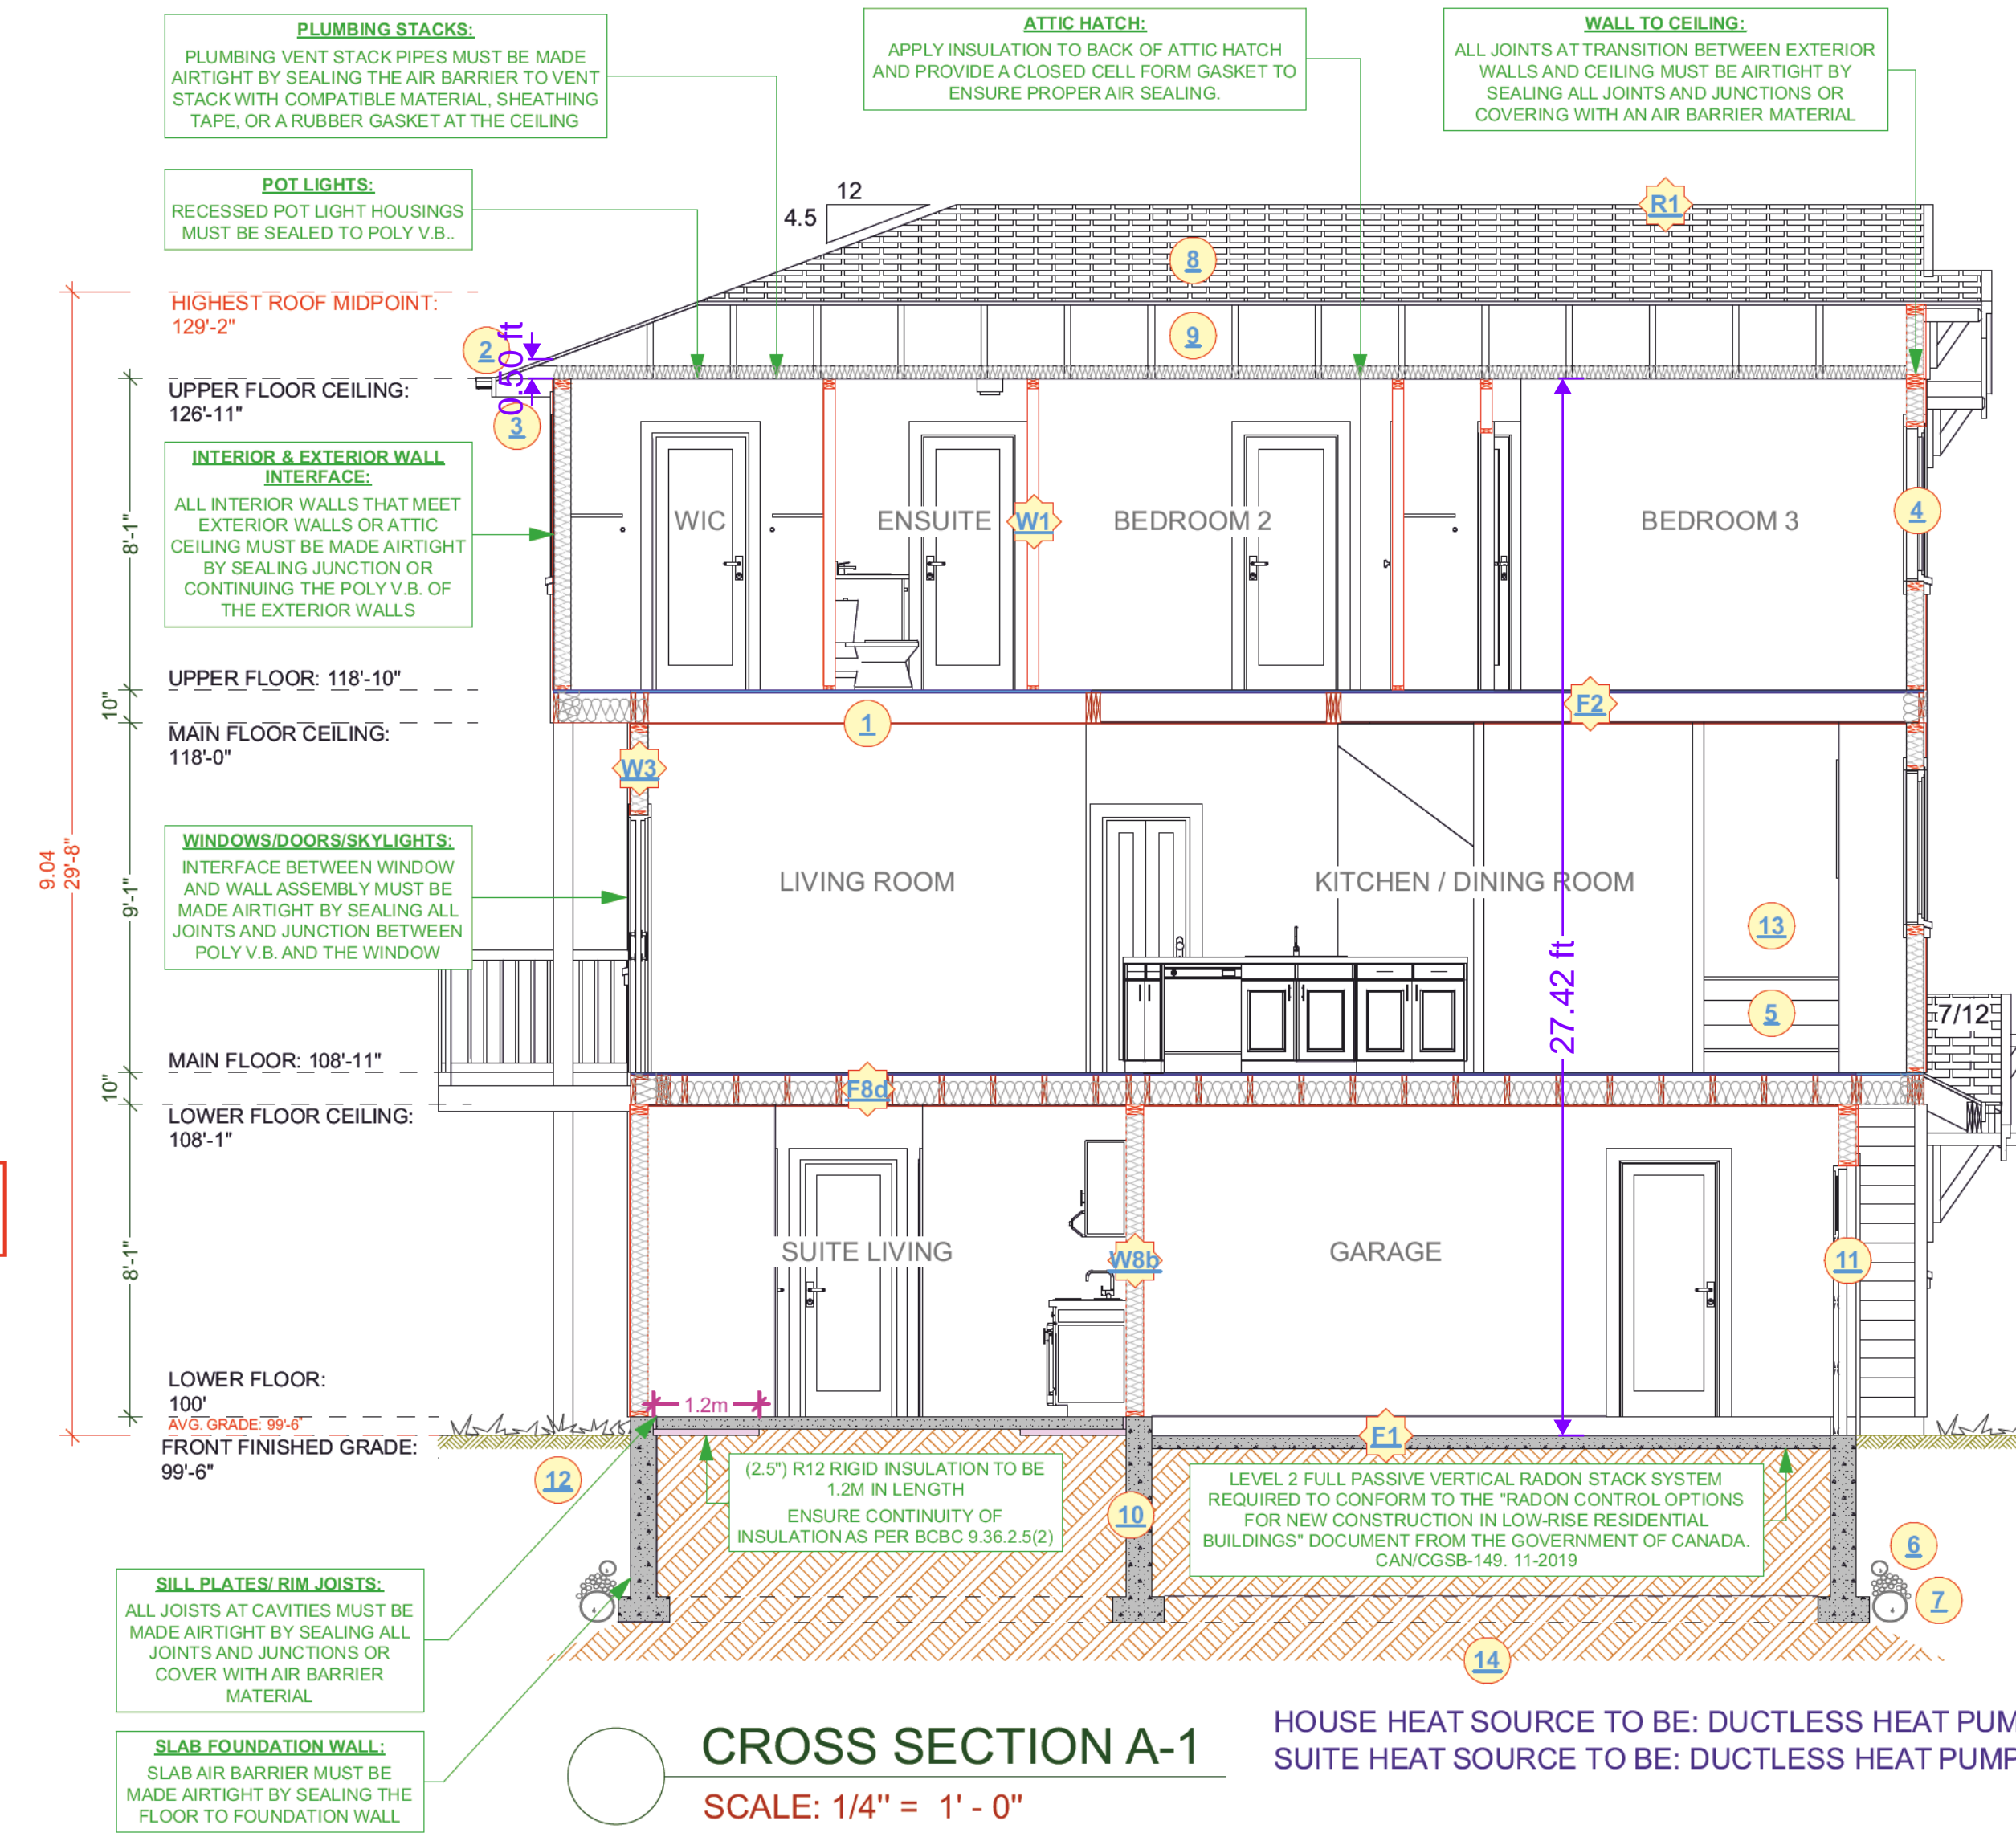 PLUMBING STACKS:
PLUMBING VENT STACK PIPES MUST BE MADE
AIRTIGHT BY SEALING THE AIR BARRIER TO VENT
STACK WITH COMPATIBLE MATERIAL, SHEATHING
TAPE, OR A RUBBER GASKET AT THE CEILING
ATTIC HATCH:
APPLY INSULATION TO BACK OF ATTIC HATCH
AND PROVIDE A CLOSED CELL FORM GASKET TO
ENSURE PROPER AIR SEALING.
WALL TO CEILING:
ALL JOINTS AT TRANSITION BETWEEN EXTERIOR
WALLS AND CEILING MUST BE AIRTIGHT BY
SEALING ALL JOINTS AND JUNCTIONS OR
COVERING WITH AN AIR BARRIER MATERIAL
POT LIGHTS:
RECESSED POT LIGHT HOUSINGS
MUST BE SEALED TO POLY V.B..
12
4.5
R1
8
HIGHEST ROOF MIDPOINT:
129'-2"
9
2
0.50 ft
3
UPPER FLOOR CEILING:
126'-11"
INTERIOR & EXTERIOR WALL
INTERFACE:
ALL INTERIOR WALLS THAT MEET
EXTERIOR WALLS OR ATTIC
CEILING MUST BE MADE AIRTIGHT
BY SEALING JUNCTION OR
CONTINUING THE POLY V.B. OF
THE EXTERIOR WALLS
8'-1"
WIC
ENSUITE
W1
BEDROOM 2
BEDROOM 3
4
UPPER FLOOR: 118'-10"
10"
MAIN FLOOR CEILING:
118'-0"
1
F2
W3
WINDOWS/DOORS/SKYLIGHTS:
INTERFACE BETWEEN WINDOW
AND WALL ASSEMBLY MUST BE
MADE AIRTIGHT BY SEALING ALL
JOINTS AND JUNCTION BETWEEN
POLY V.B. AND THE WINDOW
9.04
29'-8"
9'-1"
LIVING ROOM
KITCHEN / DINING ROOM
27.42 ft
13
5
7/12
MAIN FLOOR: 108'-11"
10"
F8d
LOWER FLOOR CEILING:
108'-1"
8'-1"
SUITE LIVING
W8b
GARAGE
11
LOWER FLOOR:
100'
AVG. GRADE: 99'-6
FRONT FINISHED GRADE:
99'-6"
1.2m
F1
12
(2.5") R12 RIGID INSULATION TO BE
1.2M IN LENGTH
ENSURE CONTINUITY OF
INSULATION AS PER BCBC 9.36.2.5(2)
10
LEVEL 2 FULL PASSIVE VERTICAL RADON STACK SYSTEM
REQUIRED TO CONFORM TO THE "RADON CONTROL OPTIONS
FOR NEW CONSTRUCTION IN LOW-RISE RESIDENTIAL
BUILDINGS" DOCUMENT FROM THE GOVERNMENT OF CANADA.
CAN/CGSB-149. 11-2019
6
7
14
SILL PLATES/ RIM JOISTS:
ALL JOISTS AT CAVITIES MUST BE
MADE AIRTIGHT BY SEALING ALL
JOINTS AND JUNCTIONS OR
COVER WITH AIR BARRIER
MATERIAL
SLAB FOUNDATION WALL:
SLAB AIR BARRIER MUST BE
MADE AIRTIGHT BY SEALING THE
FLOOR TO FOUNDATION WALL
CROSS SECTION A-1
SCALE: 1/4" = 1' - 0"
HOUSE HEAT SOURCE TO BE: DUCTLESS HEAT PUM
SUITE HEAT SOURCE TO BE: DUCTLESS HEAT PUMP